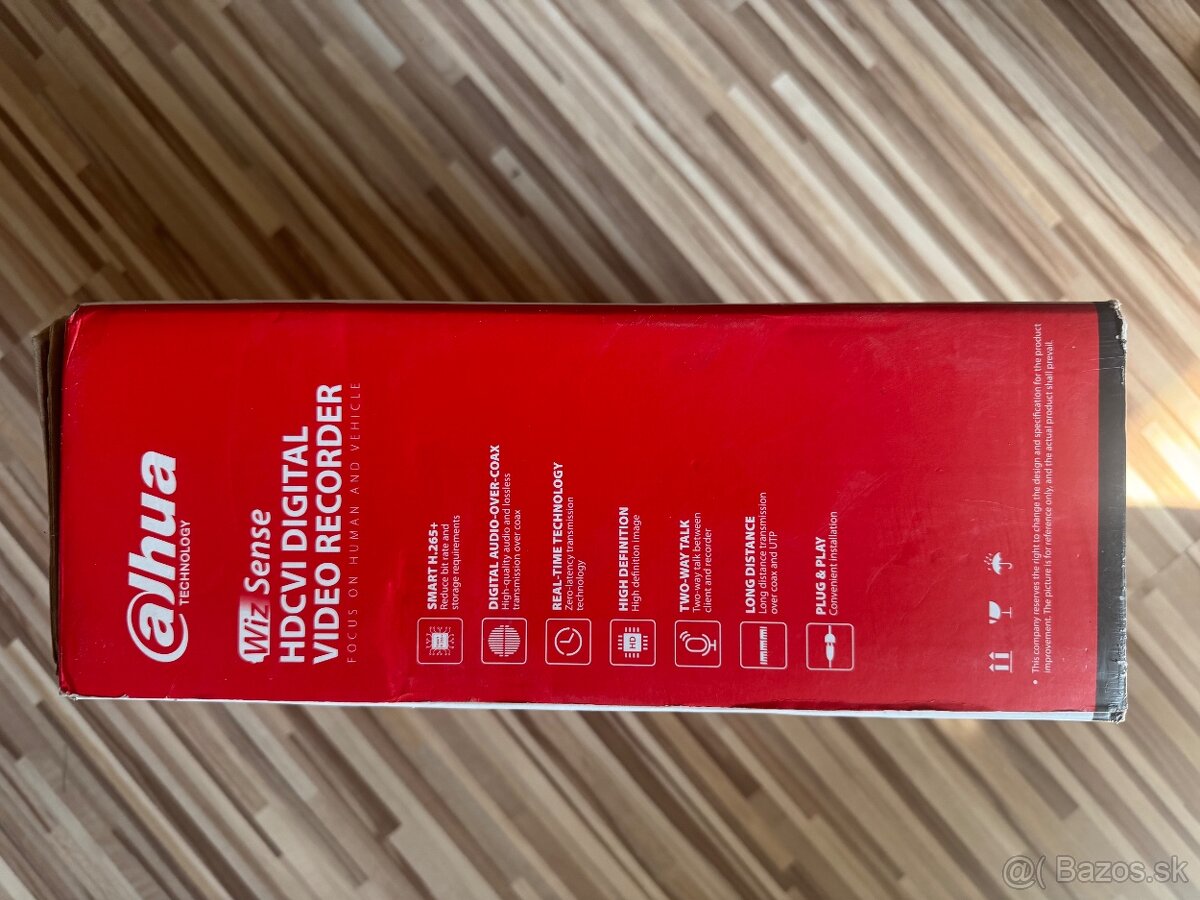 alhua
TECHNOLOGY
Wiz Sense
HDCVI DIGITAL
VIDEO RECORDER
FOCUS ON HUMAN AND VEHICLE
SMART H.265+
Reduce bit rate and
storage requirements
DIGITAL AUDIO-OVER-COAX
High-quality audio and lossless
transmission over coax
REAL-TIME TECHNOLOGY
Zero-latency transmission
technology
HD
HIGH DEFINITION
High definition image
TWO-WAY TALK
Two-way talk between
client and recorder
LONG DISTANCE
Long distance transmission
over coax and UTP
PLUG & PLAY
Convenient installation
• This company reserves the right to change the design and specification for the product
improvement. The picture is for reference only, and the actual product shall prevail.
@( Bazos.sk